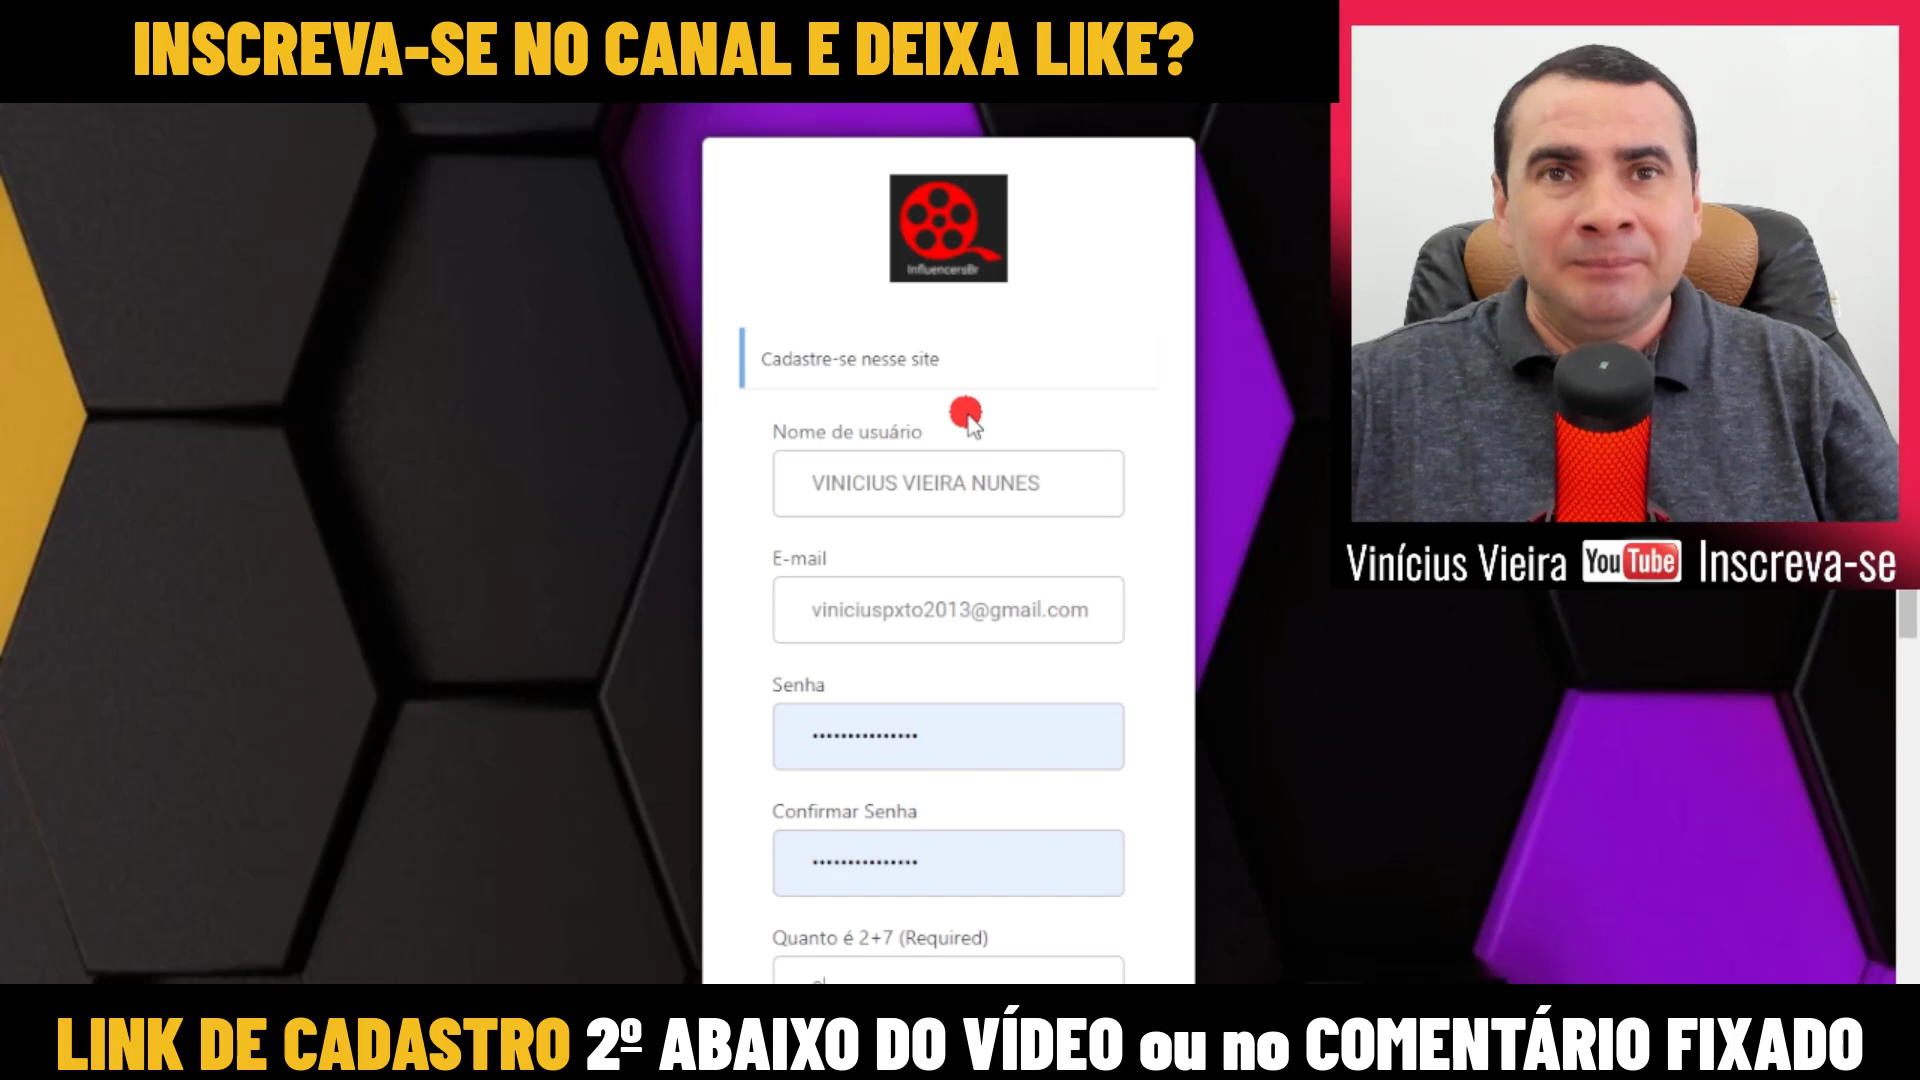 INSCREVA-SE NO CANAL E DEIXA LIKE?
InfluencersBr
Cadastre-se nesse site
Nome de usuário
VINICIUS VIEIRA NUNES
E-mail
viniciuspxto2013@gmail.com
Senha
•••••••••••••••
Confirmar Senha
•••••••••••••••
Quanto é 2+7 (Required)
Vinícius Vieira YouTube Inscreva-se
LINK DE CADASTRO 2º ABAIXO DO VÍDEO ou no COMENTÁRIO FIXADO